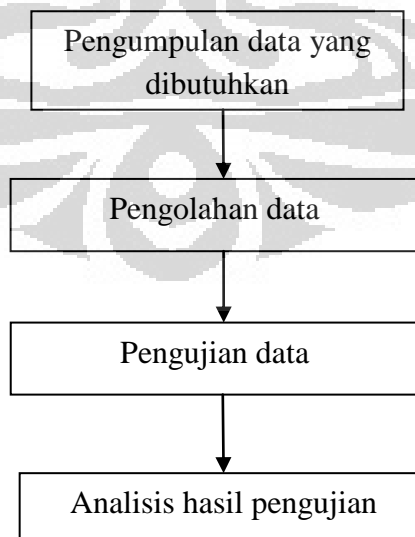 Pengumpulan data yang
dibutuhkan
Pengolahan data
Pengujian data
Analisis hasil pengujian